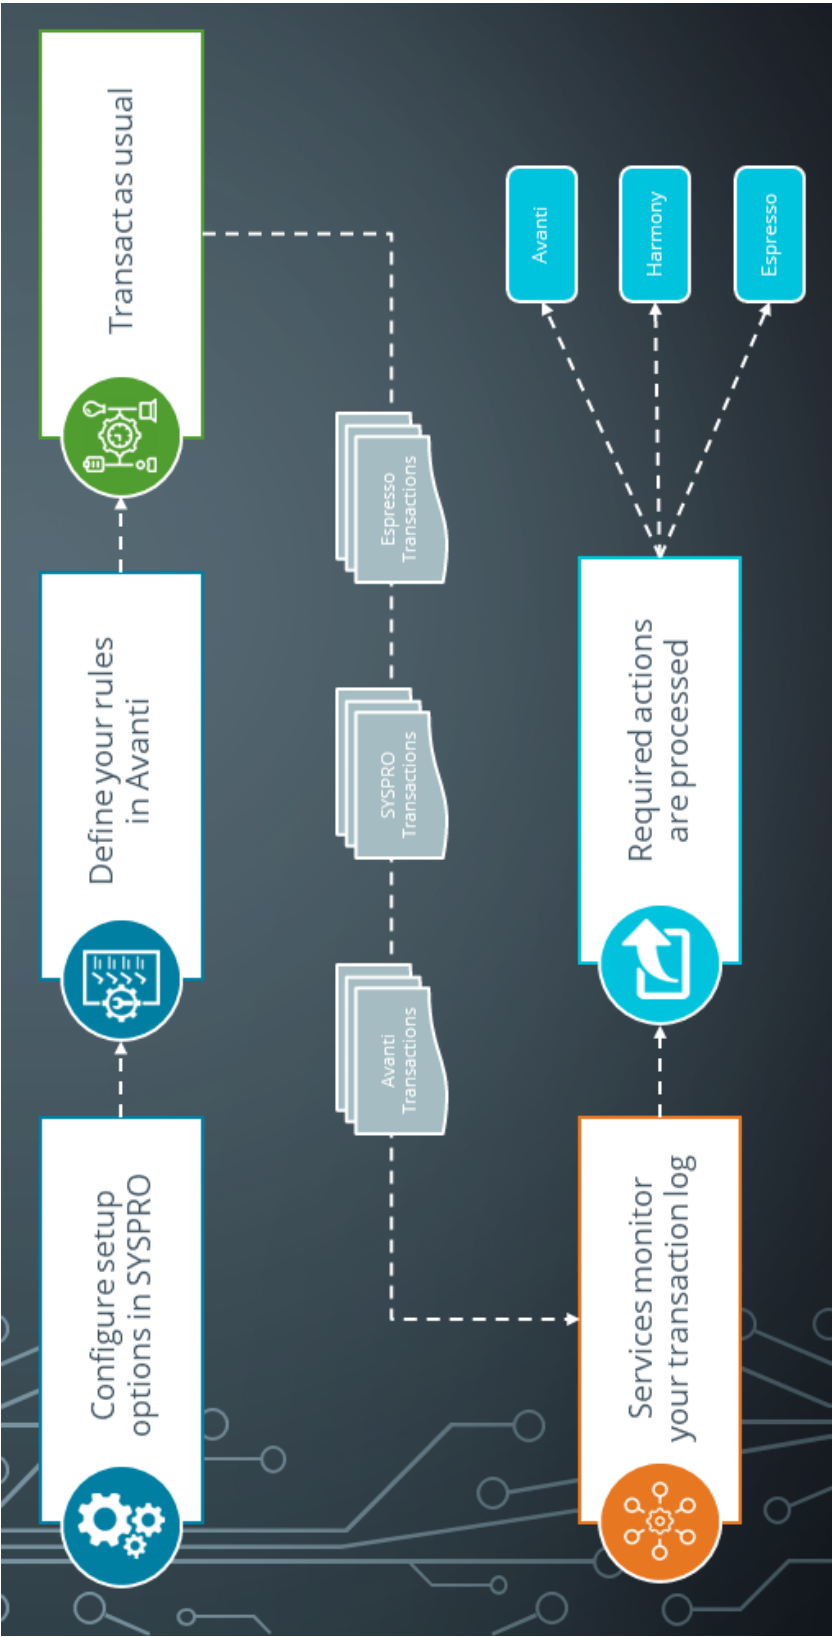 Configure setup
options in SYSPRO
Define your rules
in Avanti
Transact as usual
Espresso
Transactions
SYSPRO
Transactions
Avanti
Transactions
Services monitor
your transaction log
Required actions
are processed
Avanti
Harmony
Espresso